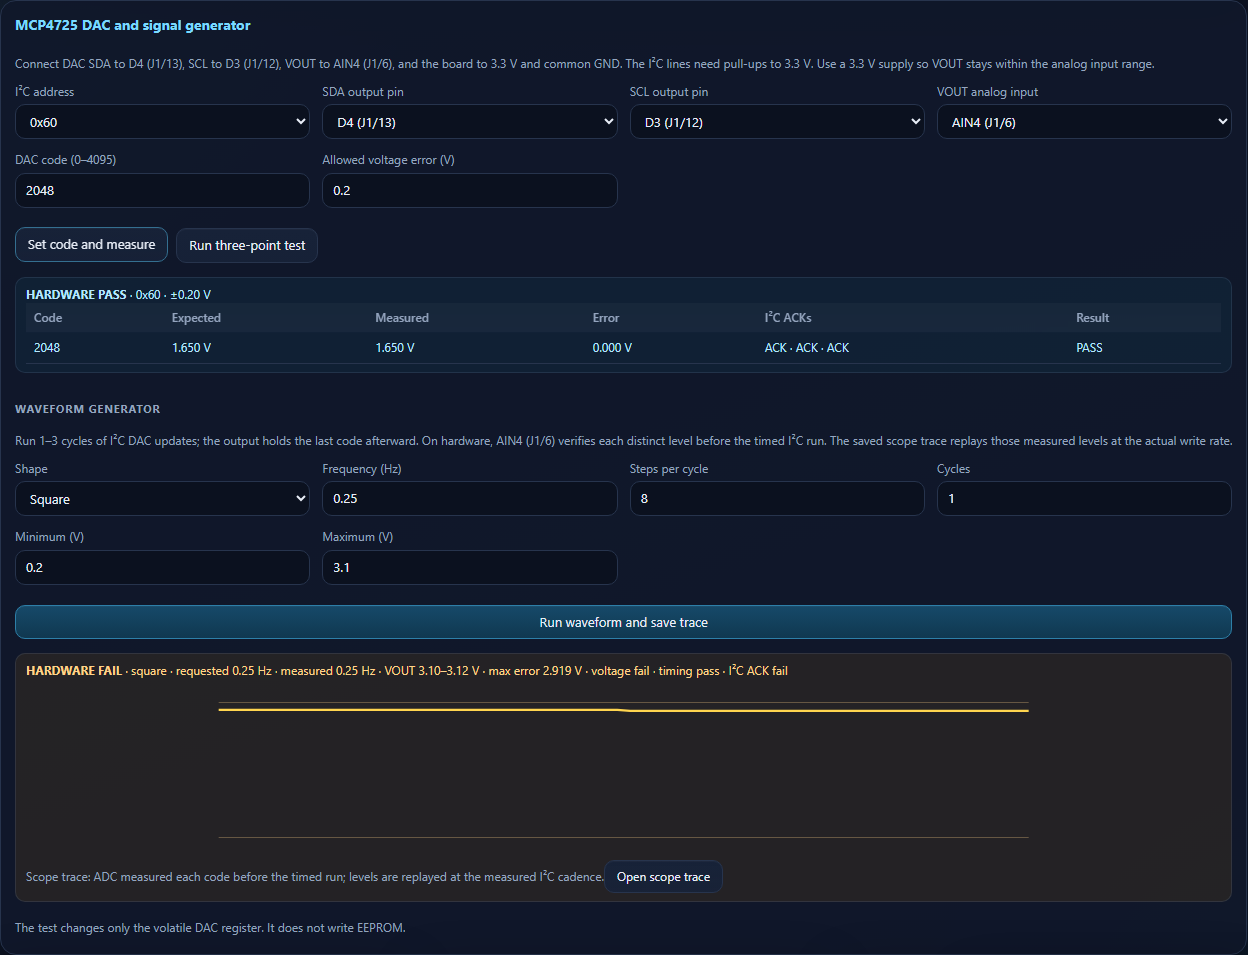 MCP4725 DAC and signal generator
Connect DAC SDA to D4 (J1/13), SCL to D3 (J1/12), VOUT to AIN4 (J1/6), and the board to 3.3 V and common GND. The I²C lines need pull-ups to 3.3 V. Use a 3.3 V supply so VOUT stays within the analog input range.
I²C address SDA output pin SCL output pin VOUT analog input
0x60 D4 (J1/13) D3 (J1/12) AIN4 (J1/6)
DAC code (0–4095) Allowed voltage error (V)
2048 0.2
Set code and measure Run three-point test
HARDWARE PASS · 0x60 · ±0.20 V
Code Expected Measured Error I²C ACKs Result
2048 1.650 V 1.650 V 0.000 V ACK · ACK · ACK PASS
WAVEFORM GENERATOR
Run 1–3 cycles of I²C DAC updates; the output holds the last code afterward. On hardware, AIN4 (J1/6) verifies each distinct level before the timed I²C run. The saved scope trace replays those measured levels at the actual write rate.
Shape Frequency (Hz) Steps per cycle Cycles
Square 0.25 8 1
Minimum (V) Maximum (V)
0.2 3.1
Run waveform and save trace
HARDWARE FAIL · square · requested 0.25 Hz · measured 0.25 Hz · VOUT 3.10–3.12 V · max error 2.919 V · voltage fail · timing pass · I²C ACK fail
Scope trace: ADC measured each code before the timed run; levels are replayed at the measured I²C cadence. Open scope trace
The test changes only the volatile DAC register. It does not write EEPROM.